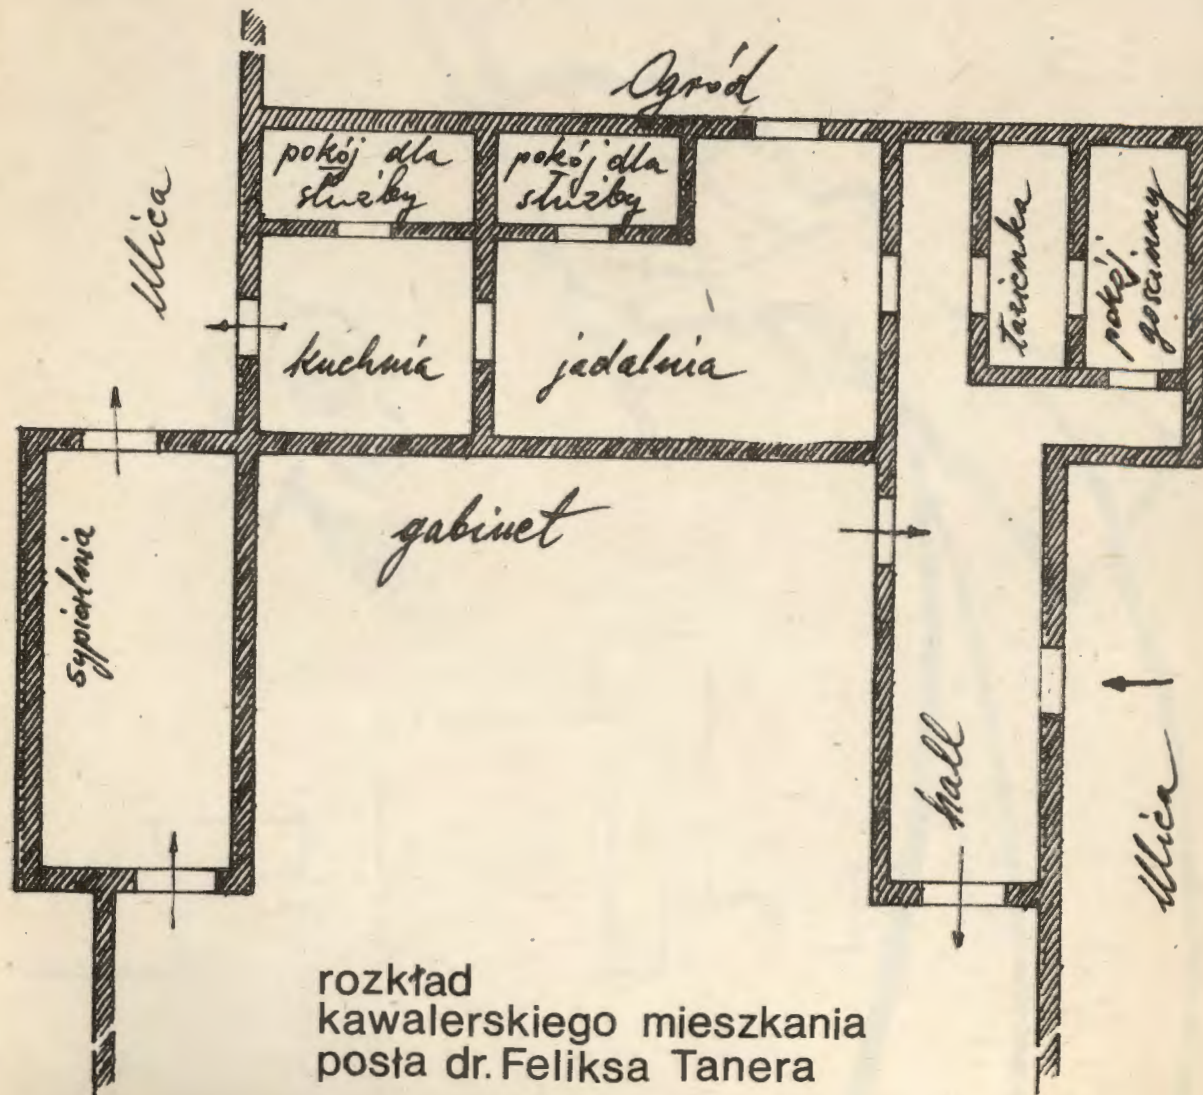 Ogród
pokój dla
służby
pokój dla
służby
Ulica
łazienka
pokój
gościnny
kuchnia
jadalnia
gabinet
sypialnia
hall
Ulica
rozkład
kawalerskiego mieszkania
posła dr. Feliksa Tanera